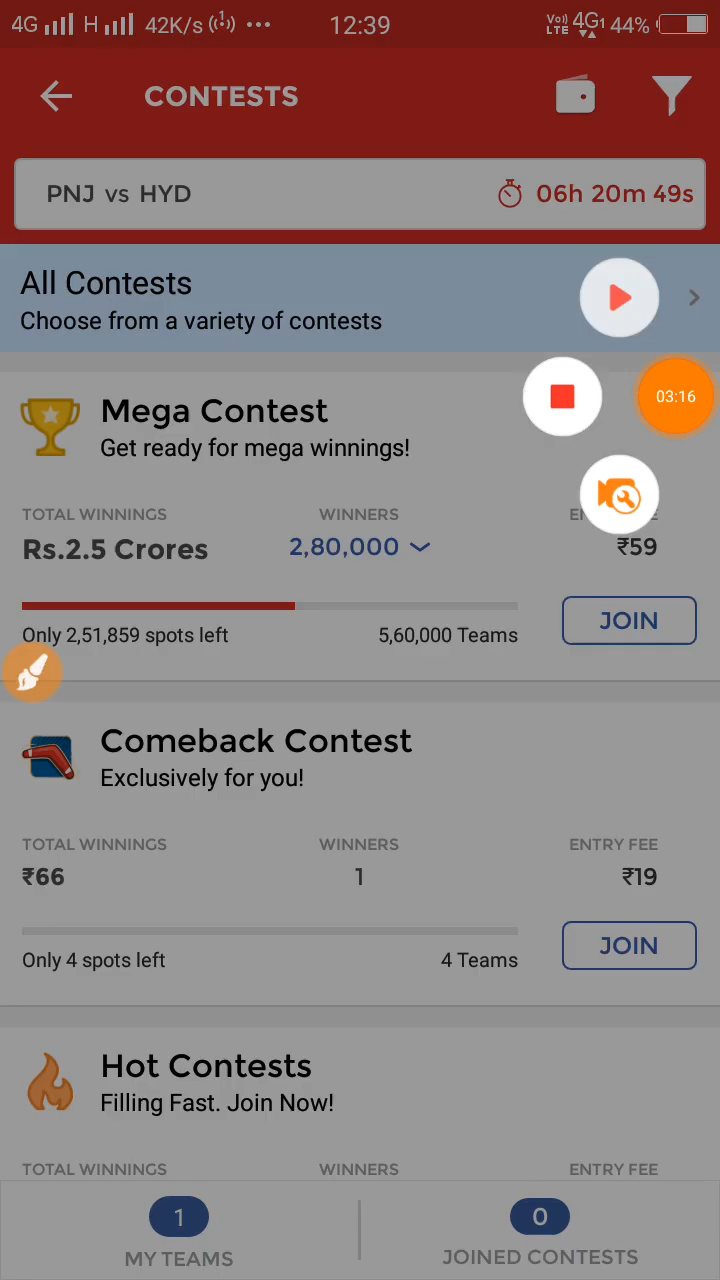 4G H 42K/s 12:39 Vo)) LTE 4G1 44%
CONTESTS
PNJ vs HYD 06h 20m 49s
All Contests
Choose from a variety of contests
03:16
Mega Contest
Get ready for mega winnings!
TOTAL WINNINGS WINNERS
Rs.2.5 Crores 2,80,000 ₹59
Only 2,51,859 spots left 5,60,000 Teams JOIN
Comeback Contest
Exclusively for you!
TOTAL WINNINGS WINNERS ENTRY FEE
₹66 1 ₹19
Only 4 spots left 4 Teams JOIN
Hot Contests
Filling Fast. Join Now!
TOTAL WINNINGS WINNERS ENTRY FEE
1 0
MY TEAMS JOINED CONTESTS